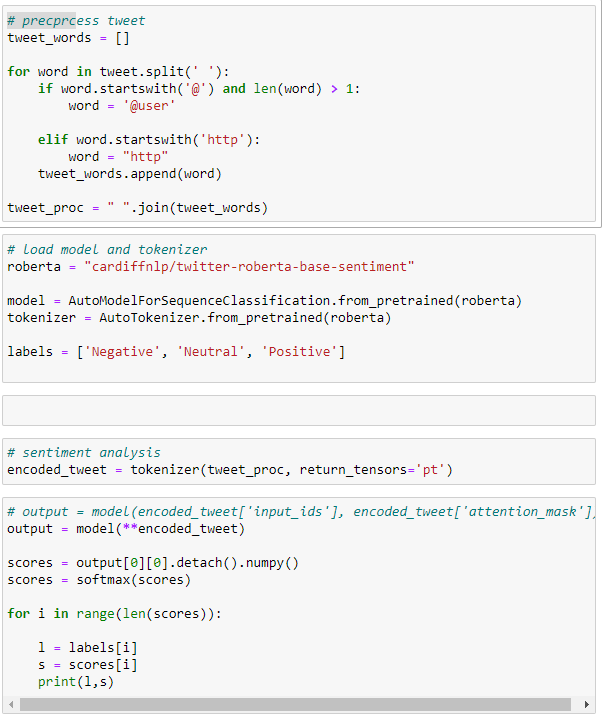 # precprcess tweet
tweet_words = []
for word in tweet.split(' '):
    if word.startswith('@') and len(word) > 1:
        word = '@user'
    elif word.startswith('http'):
        word = "http"
    tweet_words.append(word)
tweet_proc = " ".join(tweet_words)
# load model and tokenizer
roberta = "cardiffnlp/twitter-roberta-base-sentiment"
model = AutoModelForSequenceClassification.from_pretrained(roberta)
tokenizer = AutoTokenizer.from_pretrained(roberta)
labels = ['Negative', 'Neutral', 'Positive']
# sentiment analysis
encoded_tweet = tokenizer(tweet_proc, return_tensors='pt')
# output = model(encoded_tweet['input_ids'], encoded_tweet['attention_mask'],
output = model(**encoded_tweet)
scores = output[0][0].detach().numpy()
scores = softmax(scores)
for i in range(len(scores)):
    l = labels[i]
    s = scores[i]
    print(l,s)